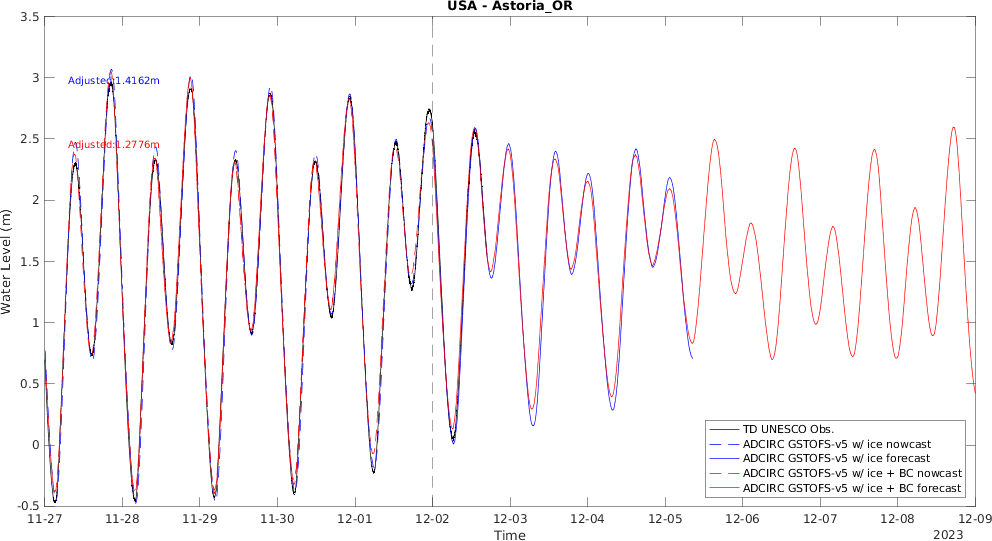 USA - Astoria_OR
3.5
3
2.5
2
1.5
1
0.5
0
-0.5
Water Level (m)
Adjusted:1.4162m
Adjusted:1.2776m
TD UNESCO Obs.
ADCIRC GSTOFS-v5 w/ ice nowcast
ADCIRC GSTOFS-v5 w/ ice forecast
ADCIRC GSTOFS-v5 w/ ice + BC nowcast
ADCIRC GSTOFS-v5 w/ ice + BC forecast
11-27 11-28 11-29 11-30 12-01 12-02 12-03 12-04 12-05 12-06 12-07 12-08 12-09
Time
2023